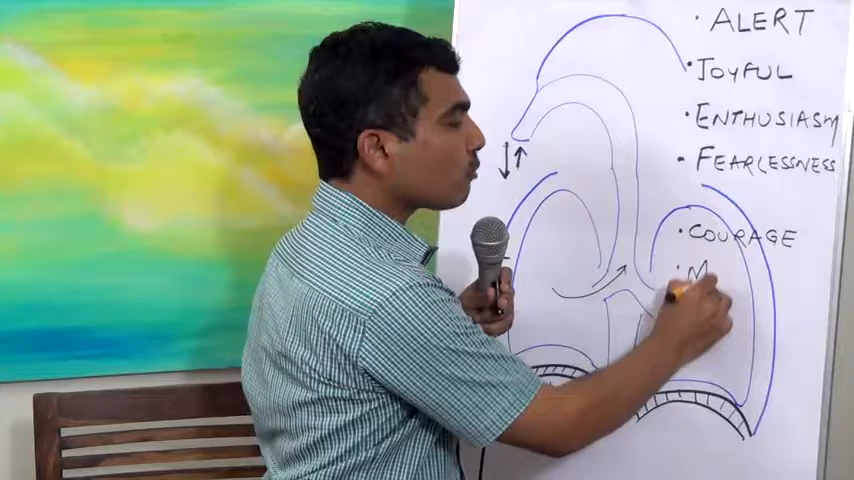 • ALERT
• JOYFUL
• ENTHUSIASM
• FEARLESSNESS
• COURAGE
• M